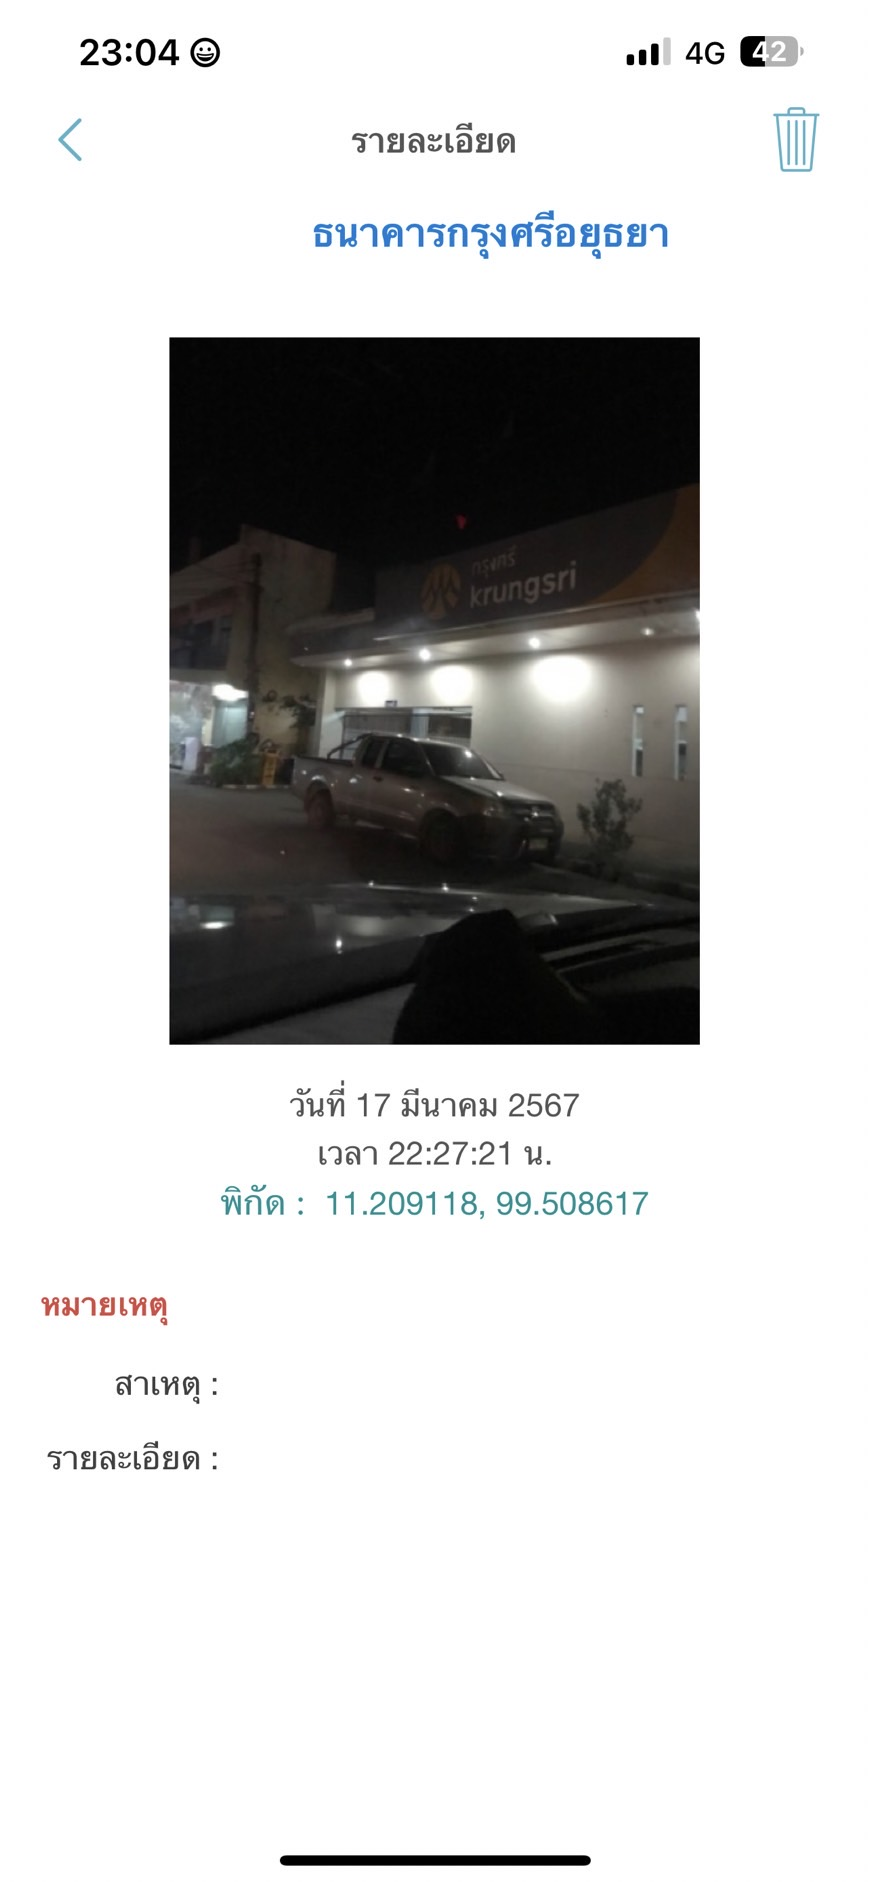 23:04
4G 42
รายละเอียด
ธนาคารกรุงศรีอยุธยา
กรุงศรี
krungsri
วันที่ 17 มีนาคม 2567
เวลา 22:27:21 น.
พิกัด : 11.209118, 99.508617
หมายเหตุ
สาเหตุ :
รายละเอียด :